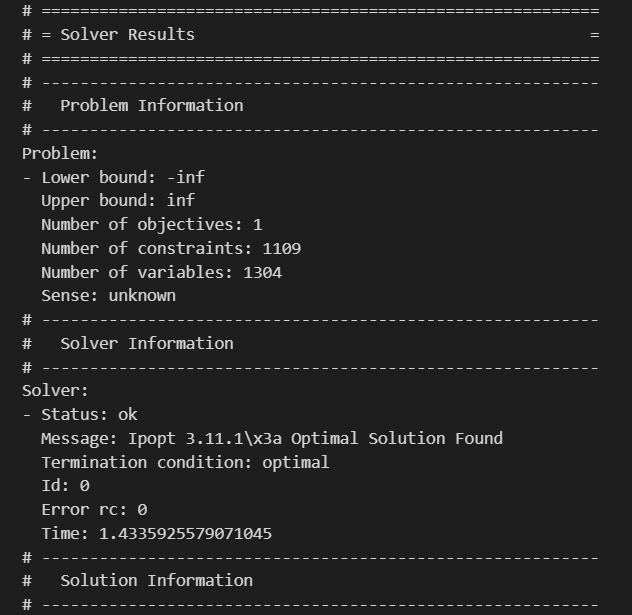 # ==========================================================
# = Solver Results                                         =
# ==========================================================
# ----------------------------------------------------------
#   Problem Information
# ----------------------------------------------------------
Problem:
- Lower bound: -inf
  Upper bound: inf
  Number of objectives: 1
  Number of constraints: 1109
  Number of variables: 1304
  Sense: unknown
# ----------------------------------------------------------
#   Solver Information
# ----------------------------------------------------------
Solver:
- Status: ok
  Message: Ipopt 3.11.1\x3a Optimal Solution Found
  Termination condition: optimal
  Id: 0
  Error rc: 0
  Time: 1.4335925579071045
# ----------------------------------------------------------
#   Solution Information
# ----------------------------------------------------------